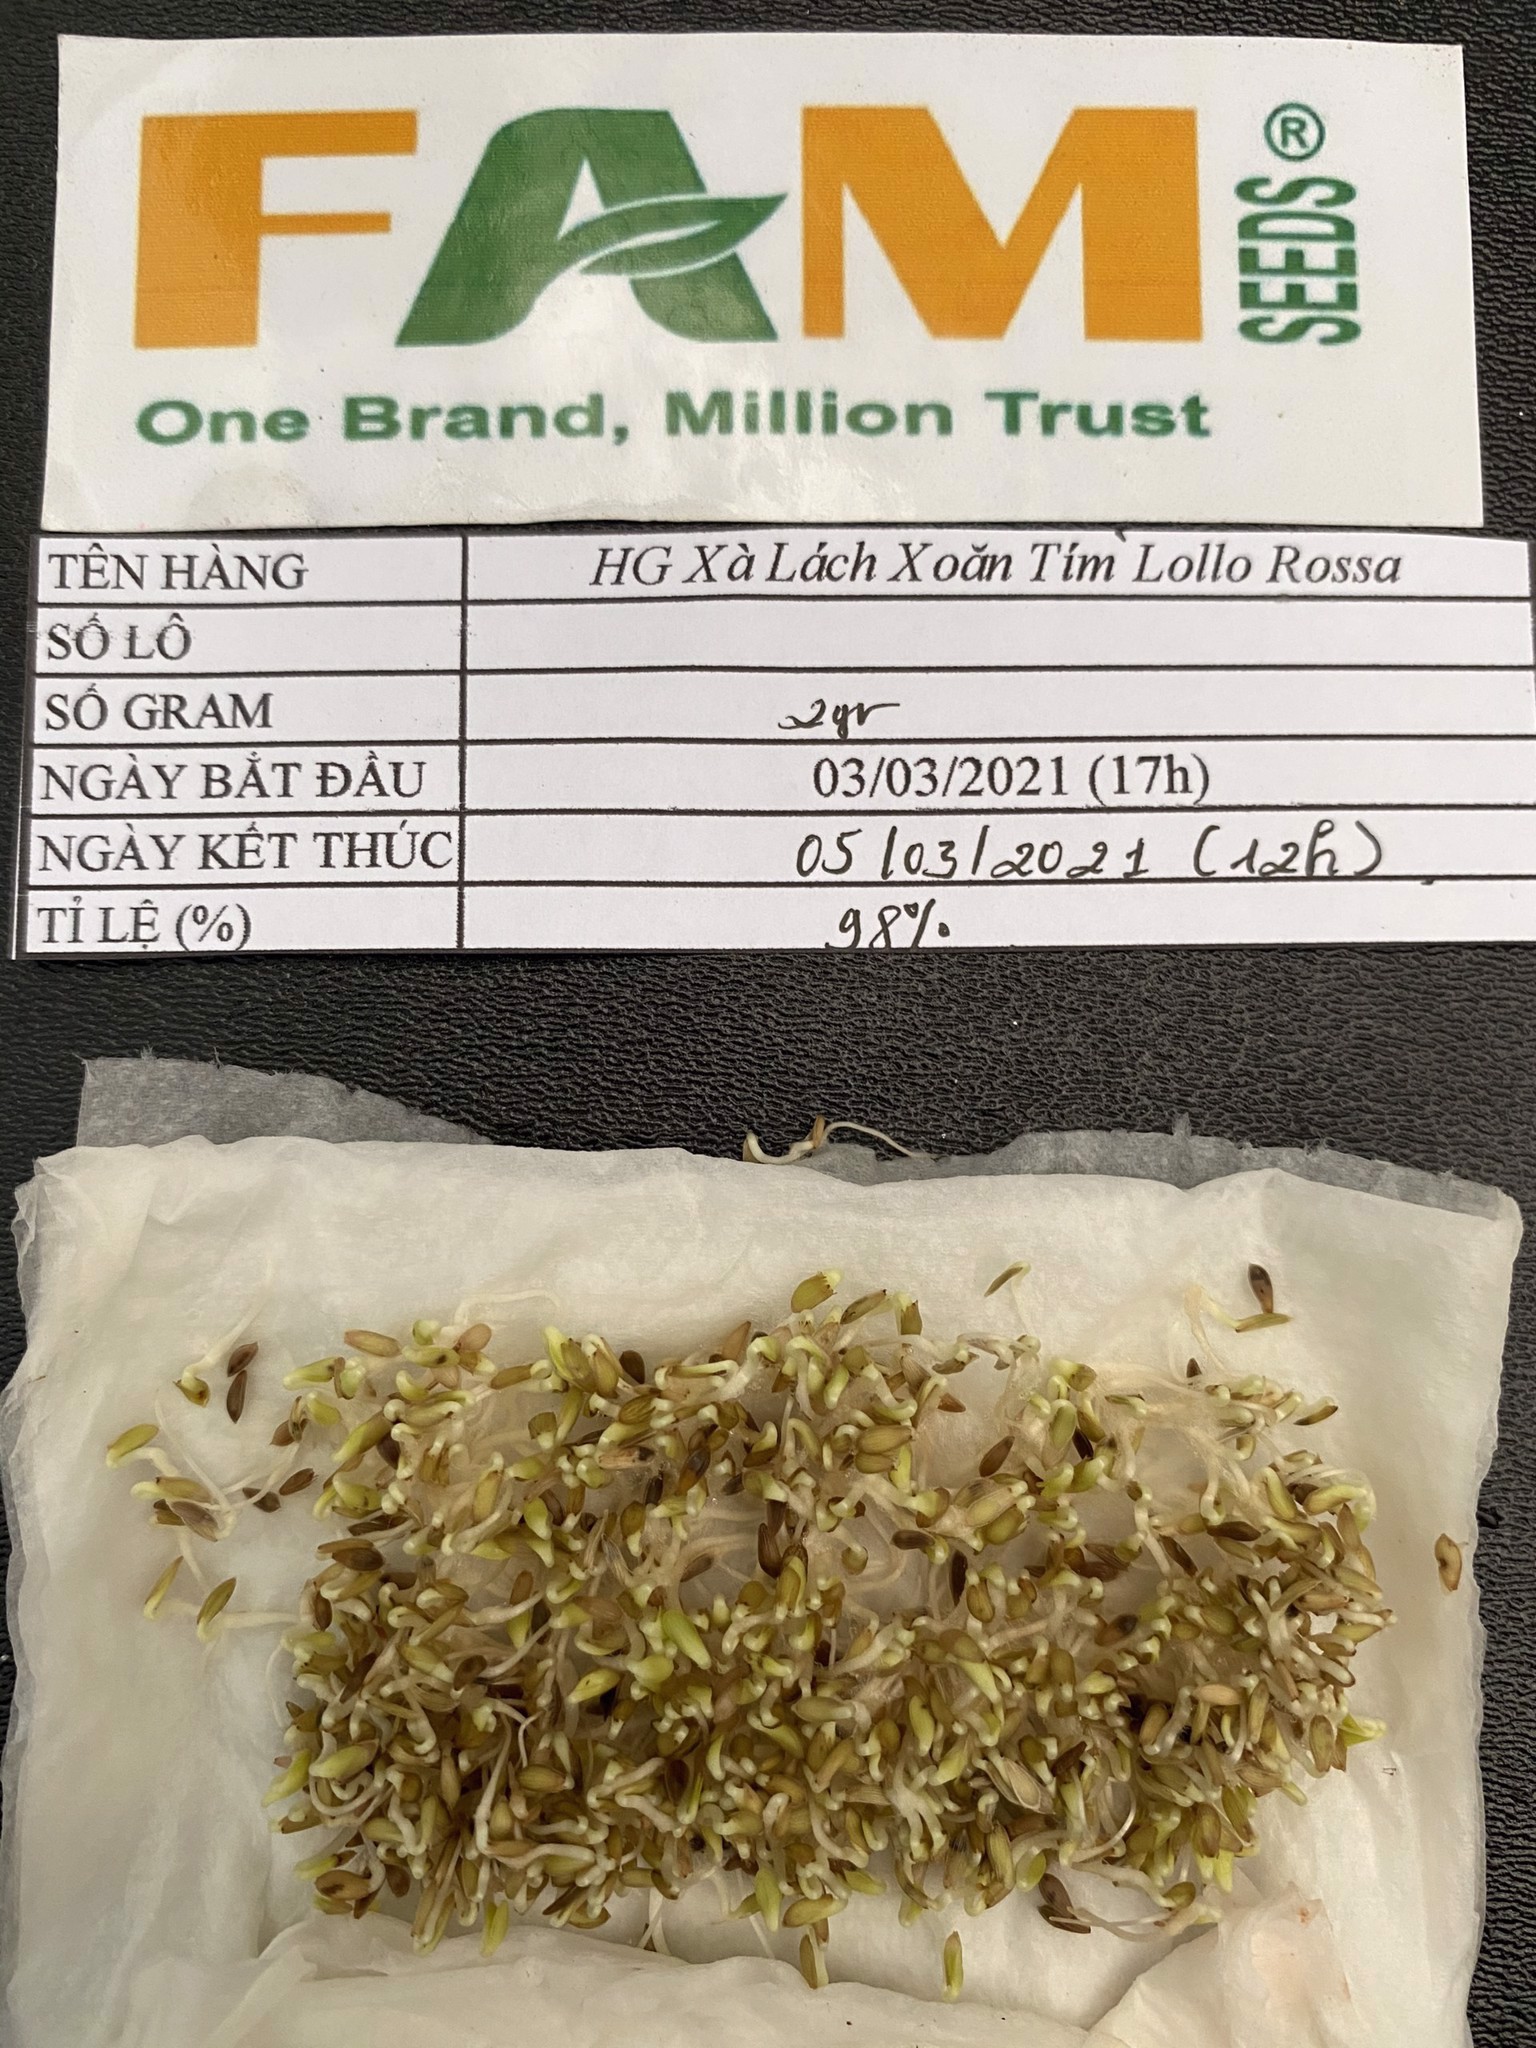 FAM SEEDS®
One Brand, Million Trust
TÊN HÀNG HG Xà Lách Xoăn Tím Lollo Rossa
SỐ LÔ
SỐ GRAM 2gr
NGÀY BẮT ĐẦU 03/03/2021 (17h)
NGÀY KẾT THÚC 05/03/2021 (12h)
TỈ LỆ (%) 98%